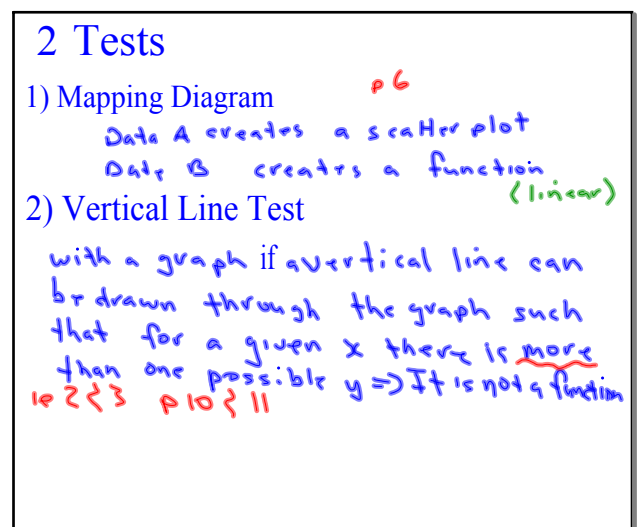 2 Tests
p 6
1) Mapping Diagram
Data A creates a scatter plot
Data B creates a function
(linear)
2) Vertical Line Test
with a graph if a vertical line can
be drawn through the graph such
that for a given x there is more
than one possible y => It is not a function
1e 2 { 3 p10 { 11